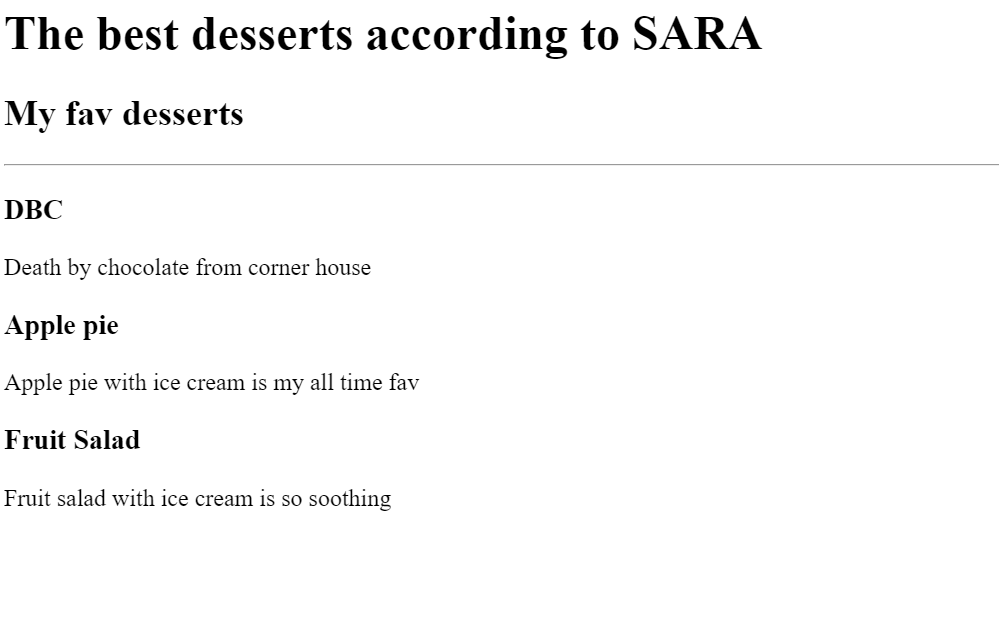 The best desserts according to SARA
My fav desserts
DBC
Death by chocolate from corner house
Apple pie
Apple pie with ice cream is my all time fav
Fruit Salad
Fruit salad with ice cream is so soothing